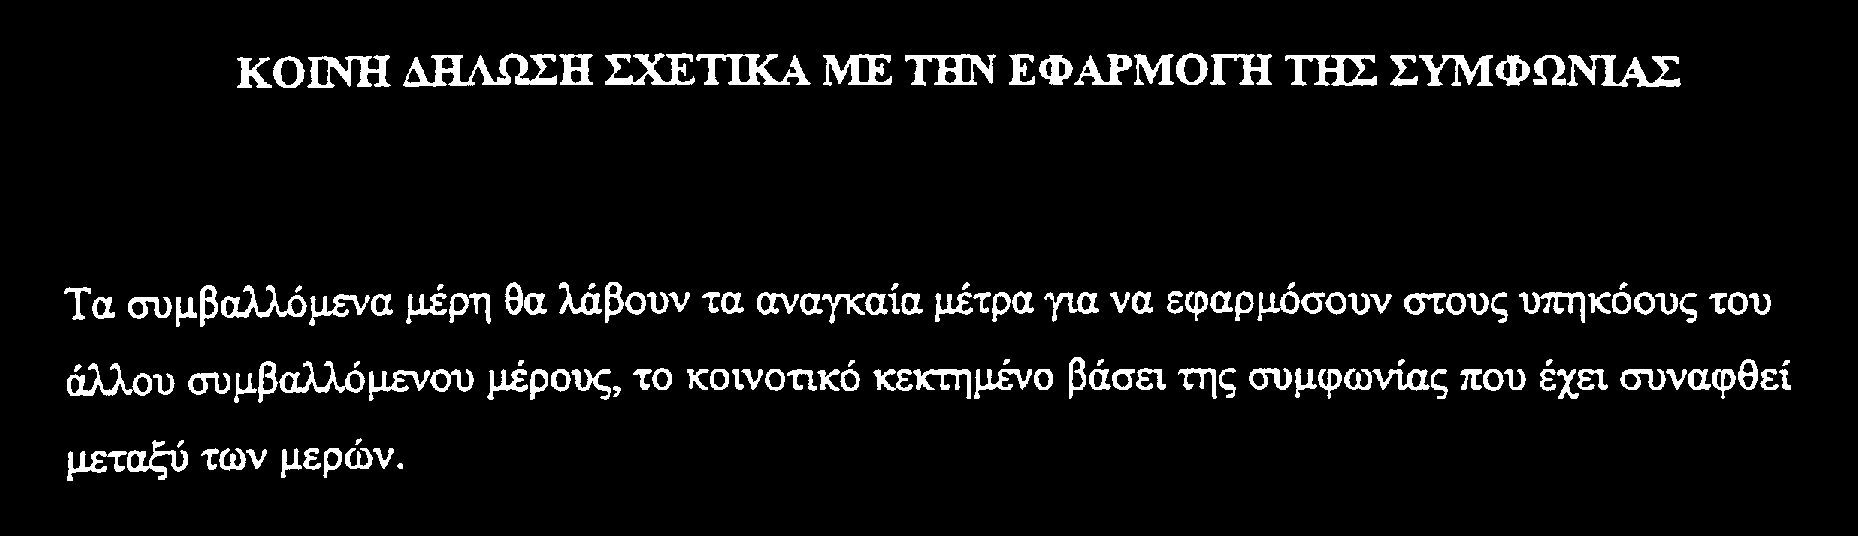 ΚΟΙΝΗ ΔΗΛΩΣΗ ΣΧΕΤΙΚΑ ΜΕ ΤΗΝ ΕΦΑΡΜΟΓΗ ΤΗΣ ΣΥΜΦΩΝΙΑΣ
Τα συμβαλλόμενα μέρη θα λάβουν τα αναγκαία μέτρα για να εφαρμόσουν στους υπηκόους του
άλλου συμβαλλόμενου μέρους, το κοινοτικό κεκτημένο βάσει της συμφωνίας που έχει συναφθεί
μεταξύ των μερών.